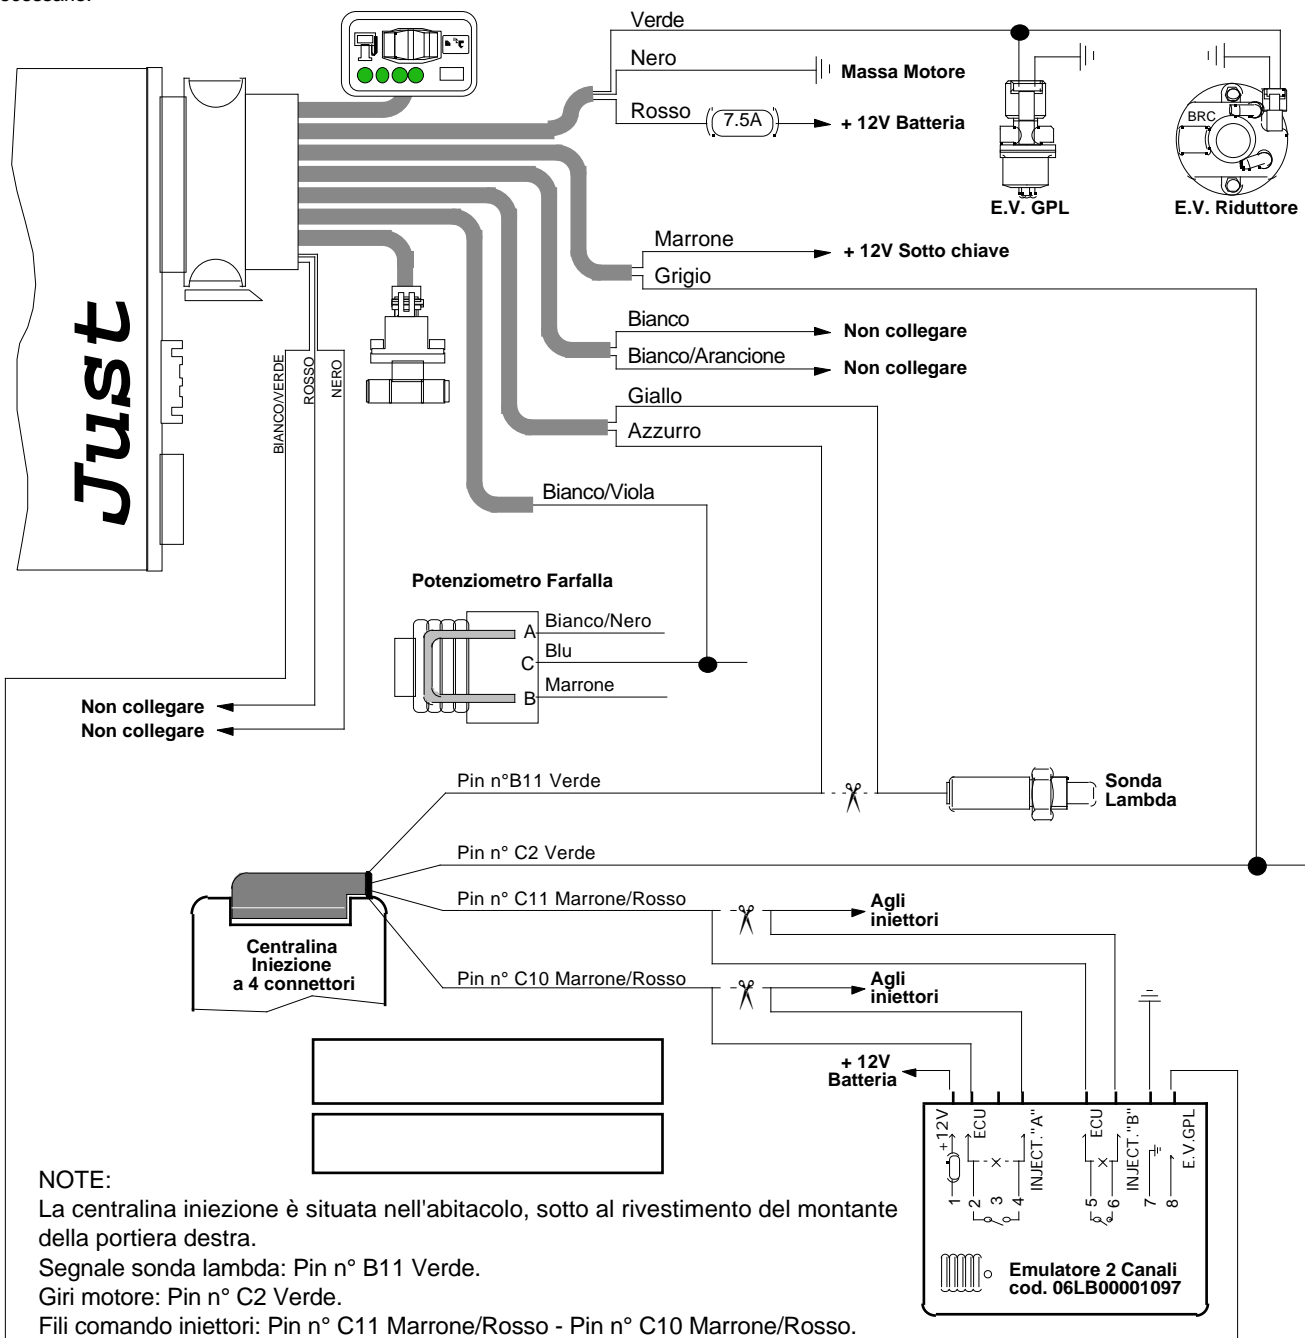 Verde
Nero
Massa Motore
Rosso
7.5A
+ 12V Batteria
BRC
E.V. GPL
E.V. Riduttore
°C
Marrone
+ 12V Sotto chiave
Grigio
Bianco
Non collegare
Bianco/Arancione
Non collegare
Giallo
Azzurro
Just
BIANCO/VERDE
ROSSO
NERO
Bianco/Viola
Potenziometro Farfalla
A
Bianco/Nero
C
Blu
B
Marrone
Non collegare
Non collegare
Pin n°B11 Verde
Sonda
Lambda
Pin n° C2 Verde
Pin n° C11 Marrone/Rosso
Agli
iniettori
Centralina
Iniezione
a 4 connettori
Pin n° C10 Marrone/Rosso
Agli
iniettori
+ 12V
Batteria
+12V
ECU
INJECT."A"
ECU
INJECT."B"
E.V.GPL
1
2
3
4
5
6
7
8
Emulatore 2 Canali
cod. 06LB00001097
NOTE:
La centralina iniezione è situata nell'abitacolo, sotto al rivestimento del montante
della portiera destra.
Segnale sonda lambda: Pin n° B11 Verde.
Giri motore: Pin n° C2 Verde.
Fili comando iniettori: Pin n° C11 Marrone/Rosso - Pin n° C10 Marrone/Rosso.